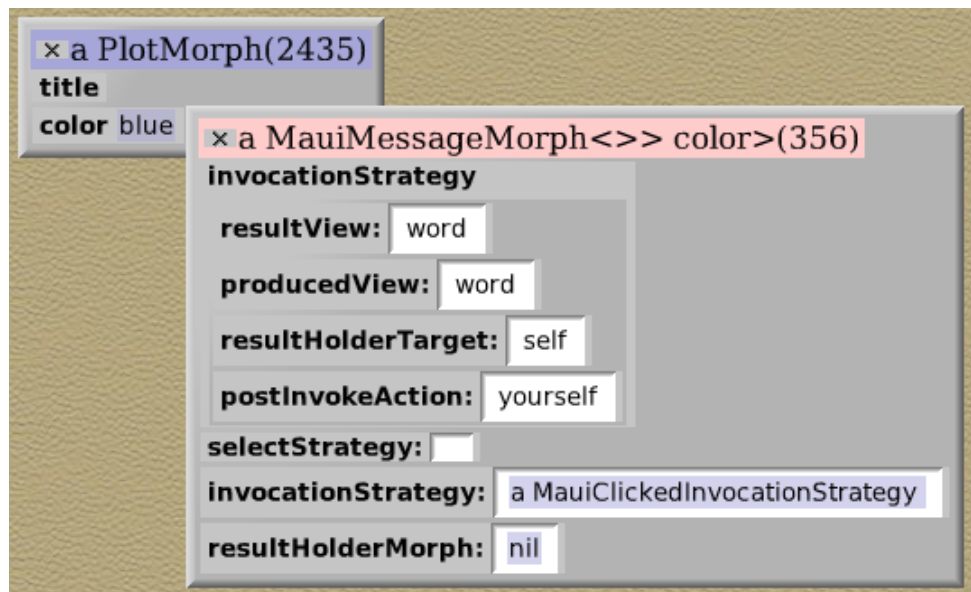 × a PlotMorph(2435)
title
color blue
× a MauiMessageMorph<>> color>(356)
invocationStrategy
resultView: word
producedView: word
resultHolderTarget: self
postInvokeAction: yourself
selectStrategy:
invocationStrategy: a MauiClickedInvocationStrategy
resultHolderMorph: nil